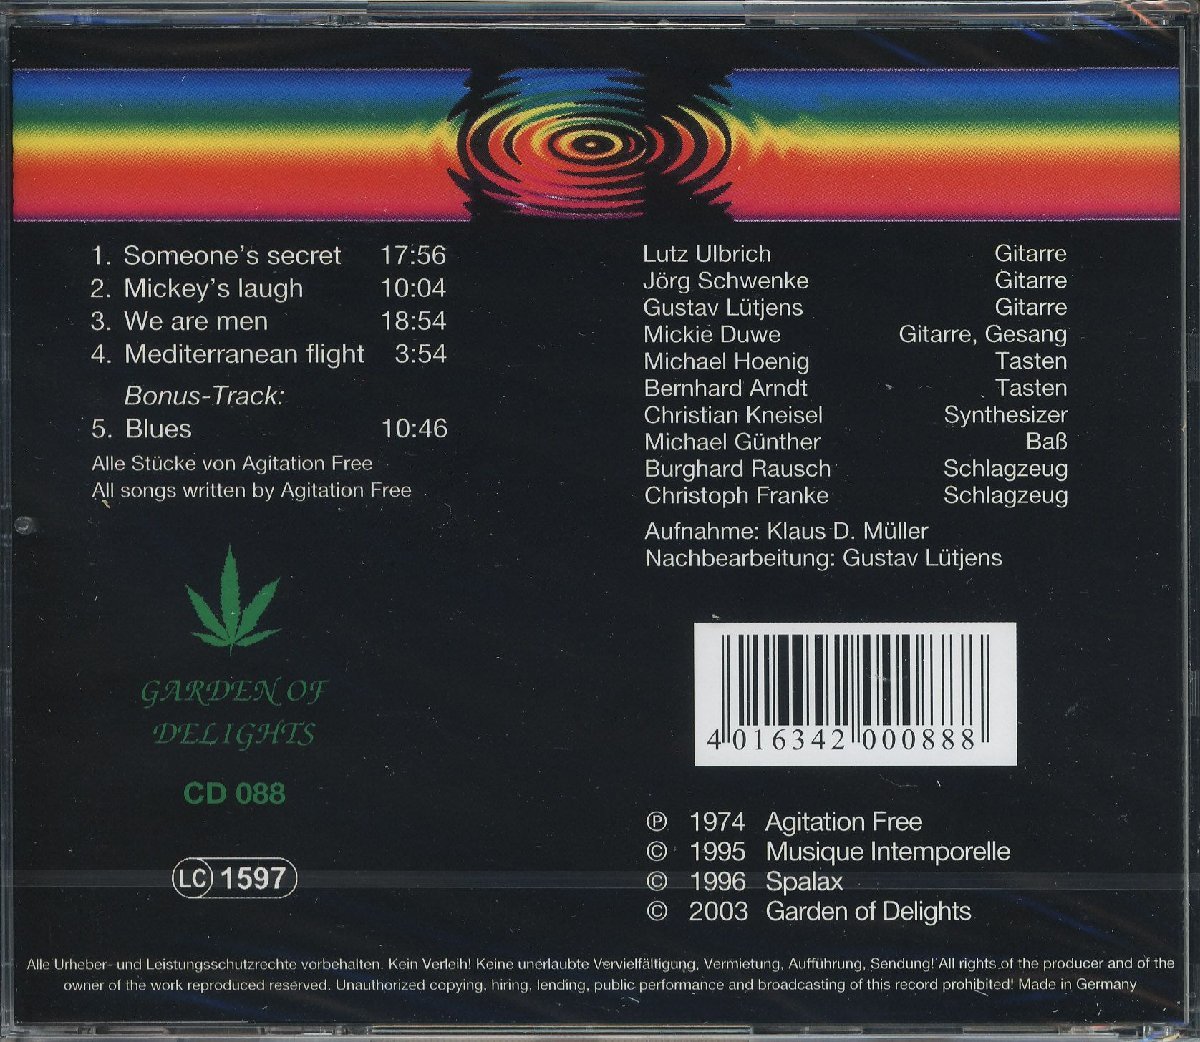 1. Someone's secret 17:56
2. Mickey's laugh 10:04
3. We are men 18:54
4. Mediterranean flight 3:54
Bonus-Track:
5. Blues 10:46
Alle Stücke von Agitation Free
All songs written by Agitation Free
GARDEN OF
DELIGHTS
CD 088
LC 1597
Lutz Ulbrich Gitarre
Jörg Schwenke Gitarre
Gustav Lütjens Gitarre
Mickie Duwe Gitarre, Gesang
Michael Hoenig Tasten
Bernhard Arndt Tasten
Christian Kneisel Synthesizer
Michael Günther Baß
Burghard Rausch Schlagzeug
Christoph Franke Schlagzeug
Aufnahme: Klaus D. Müller
Nachbearbeitung: Gustav Lütjens
4 016342 000888
℗ 1974 Agitation Free
© 1995 Musique Intemporelle
© 1996 Spalax
© 2003 Garden of Delights
Alle Urheber- und Leistungsschutzrechte vorbehalten. Kein Verleih! Keine unerlaubte Vervielfältigung, Vermietung, Aufführung, Sendung! All rights of the producer and of the
owner of the work reproduced reserved. Unauthorized copying, hiring, lending, public performance and broadcasting of this record prohibited! Made in Germany